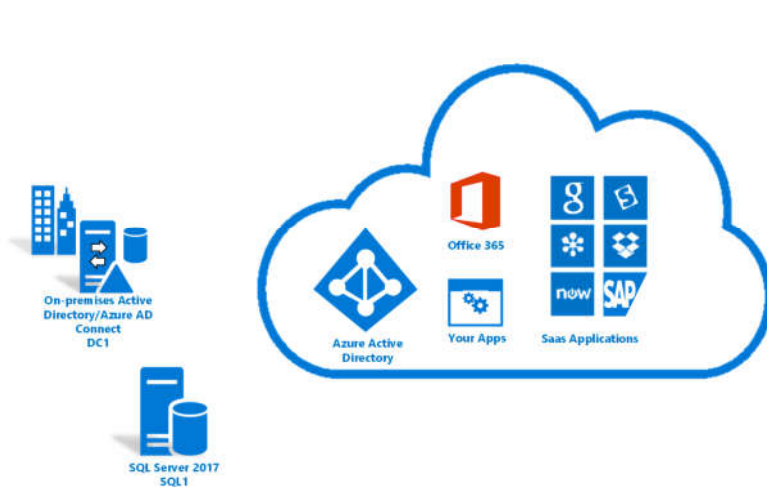 Office 365
g
S
now
SAP
On-premises Active
Directory/Azure AD
Connect
DC1
Azure Active
Directory
Your Apps
Saas Applications
SQL Server 2017
SQL1